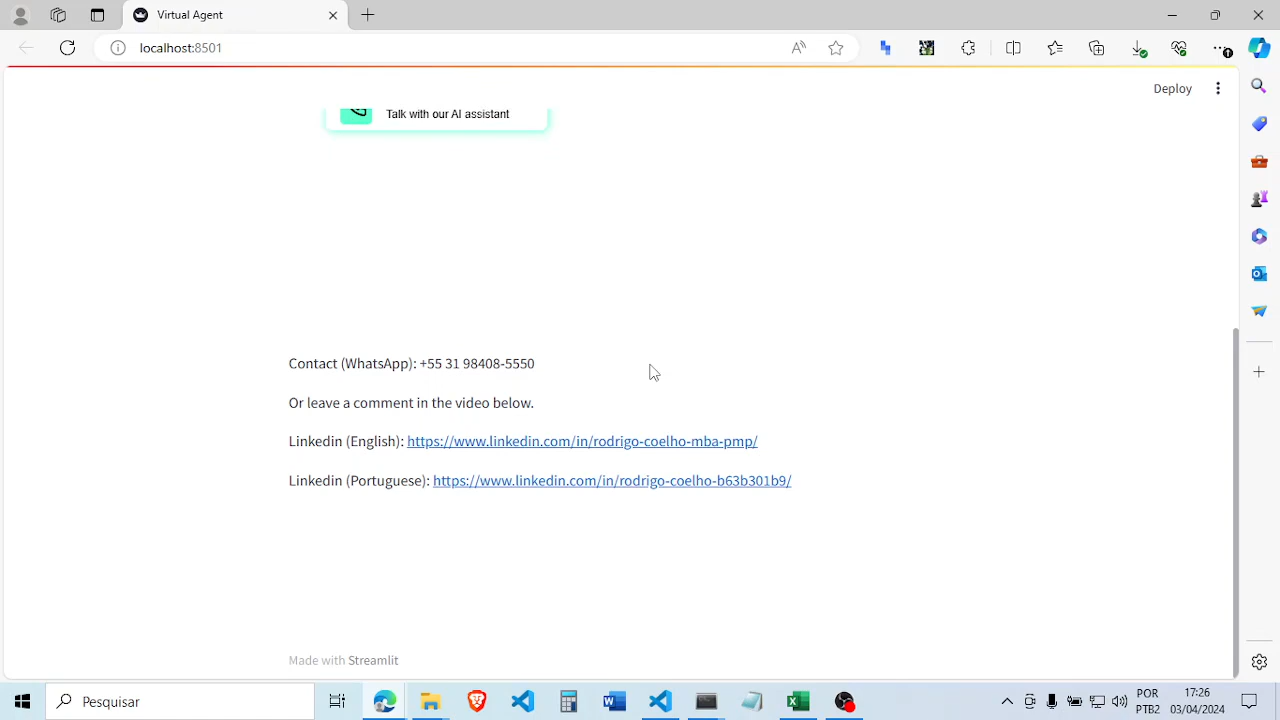 Virtual Agent
localhost:8501
Deploy
Talk with our AI assistant
Contact (WhatsApp): +55 31 98408-5550
Or leave a comment in the video below.
Linkedin (English): https://www.linkedin.com/in/rodrigo-coelho-mba-pmp/
Linkedin (Portuguese): https://www.linkedin.com/in/rodrigo-coelho-b63b301b9/
Made with Streamlit
Pesquisar
POR
PTB2
17:26
03/04/2024